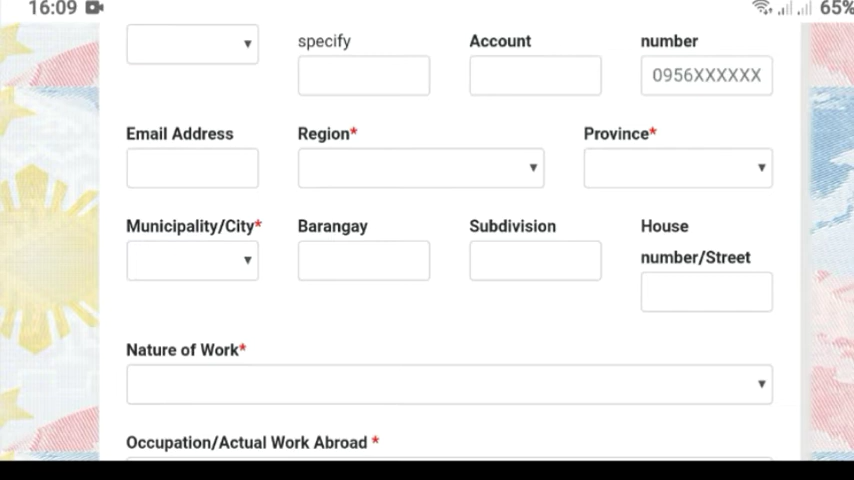 16:09 65%
specify Account number
0956XXXXXX
Email Address Region* Province*
Municipality/City* Barangay Subdivision House
number/Street
Nature of Work*
Occupation/Actual Work Abroad *